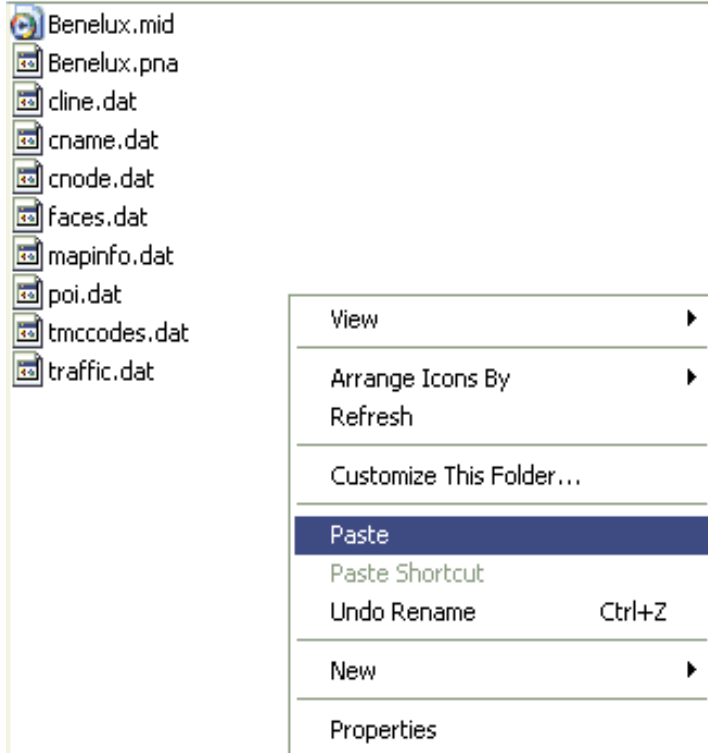 Benelux.mid
Benelux.pna
cline.dat
cname.dat
cnode.dat
faces.dat
mapinfo.dat
poi.dat
tmccodes.dat
traffic.dat
View
Arrange Icons By
Refresh
Customize This Folder...
Paste
Paste Shortcut
Undo Rename Ctrl+Z
New
Properties